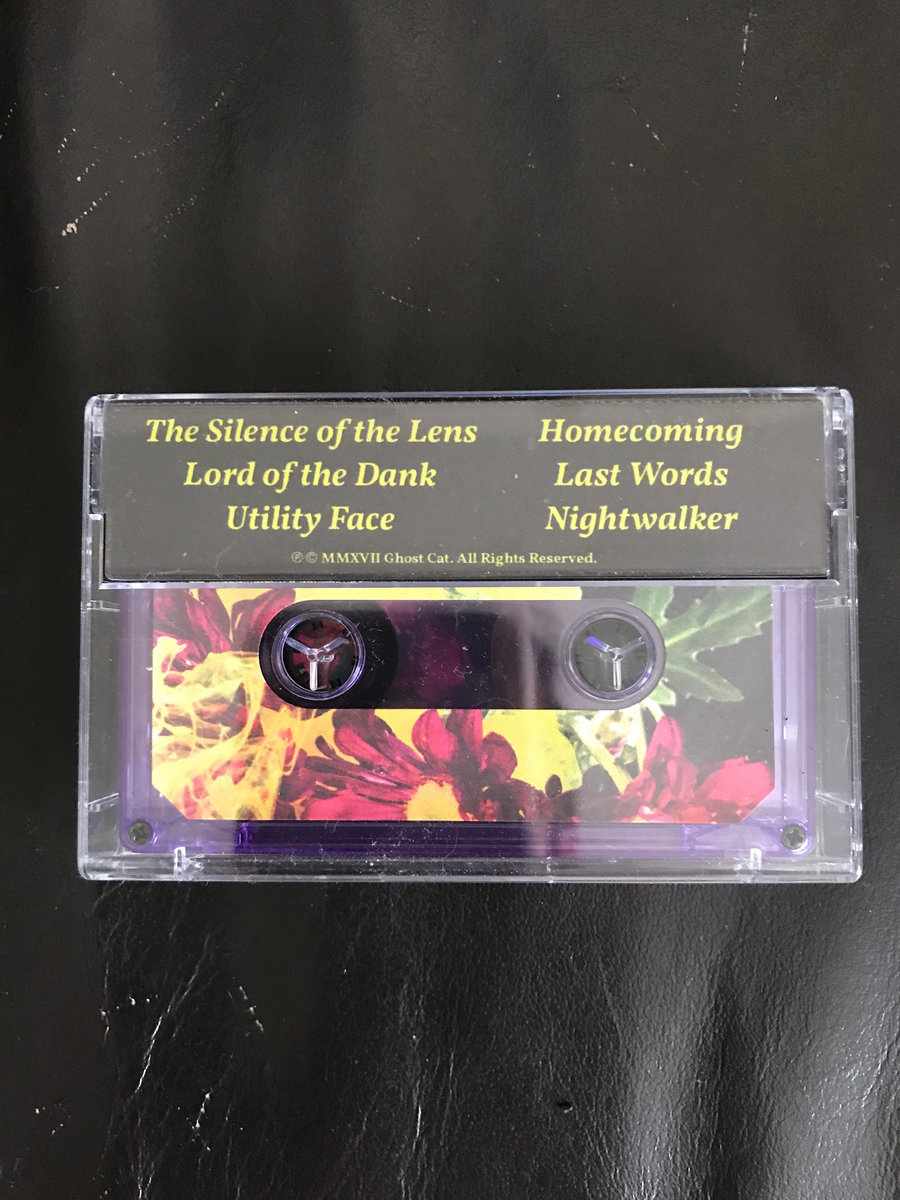 The Silence of the Lens
Lord of the Dank
Utility Face
Homecoming
Last Words
Nightwalker
℗ © MMXVII Ghost Cat. All Rights Reserved.